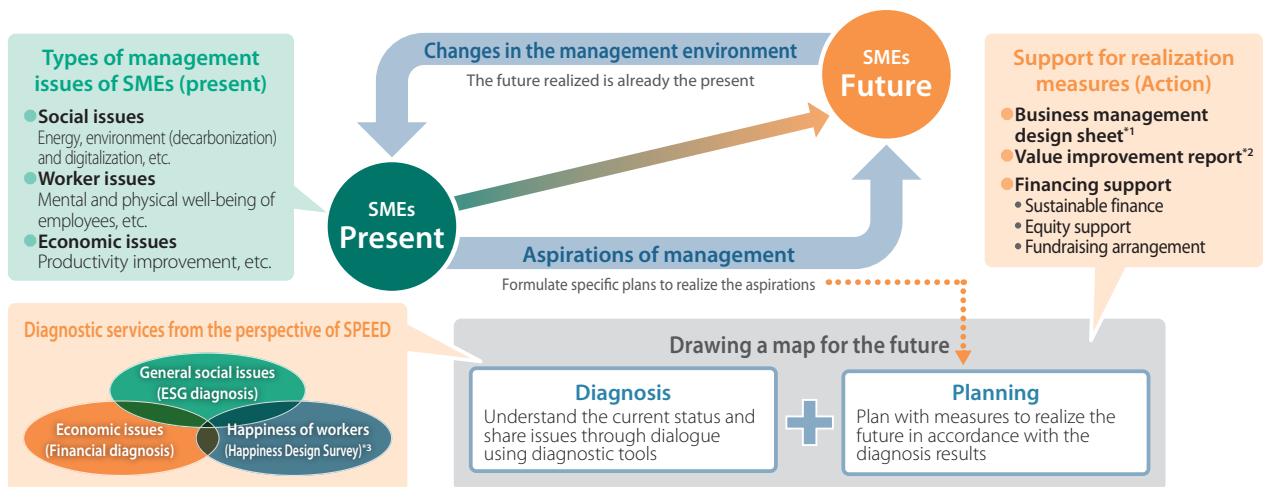 Types of management
issues of SMEs (present)
●Social issues
Energy, environment (decarbonization)
and digitalization, etc.
●Worker issues
Mental and physical well-being of
employees, etc.
●Economic issues
Productivity improvement, etc.
Changes in the management environment
The future realized is already the present
SMEs
Future
SMEs
Present
Aspirations of management
Formulate specific plans to realize the aspirations
Support for realization
measures (Action)
●Business management
design sheet*1
●Value improvement report*2
●Financing support
• Sustainable finance
• Equity support
• Fundraising arrangement
Diagnostic services from the perspective of SPEED
General social issues
(ESG diagnosis)
Economic issues
(Financial diagnosis)
Happiness of workers
(Happiness Design Survey)*3
Drawing a map for the future
Diagnosis
Understand the current status and
share issues through dialogue
using diagnostic tools
+
Planning
Plan with measures to realize the
future in accordance with the
diagnosis results